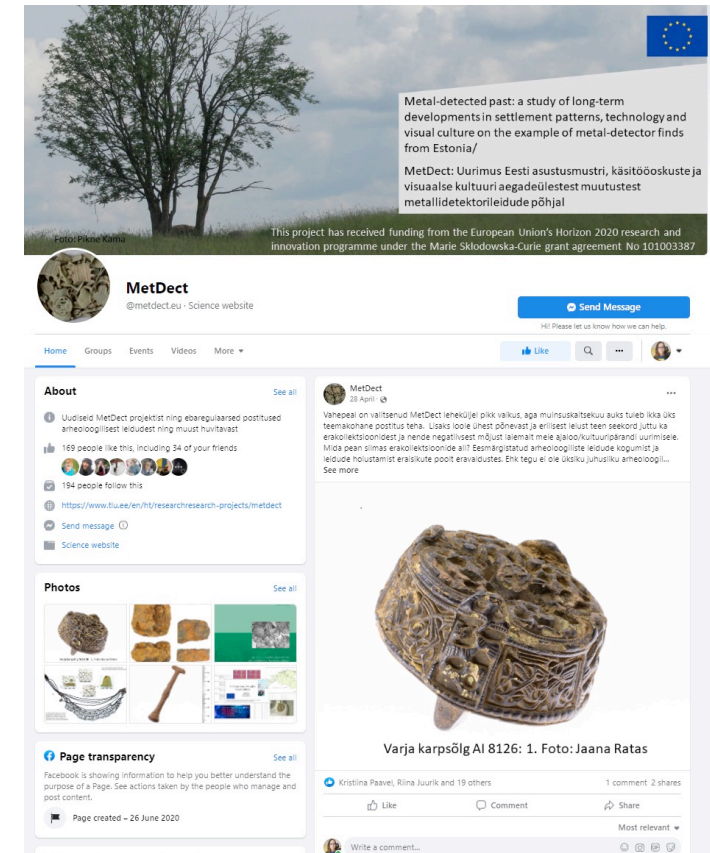 Metal-detected past: a study of long-term
developments in settlement patterns, technology and
visual culture on the example of metal-detector finds
from Estonia/
MetDect: Uurimus Eesti asustusmustri, käsitööoskuste ja
visuaalse kultuuri aegadeülestest muutustest
metallidetektorileidude põhjal
Foto: Pikne Kama
This project has received funding from the European Union's Horizon 2020 research and
innovation programme under the Marie Skłodowska-Curie grant agreement No 101003387
MetDect
@metdect.eu · Science website
Send Message
Hi! Please let us know how we can help.
Home Groups Events Videos More
Like
About See all
Uudiseid MetDect projektist ning ebaregulaarsed postitused
arheoloogilisest leidudest ning muust huvitavast
169 people like this, including 34 of your friends
194 people follow this
https://www.tlu.ee/en/ht/researchresearch-projects/metdect
Send message
Science website
Photos See all
Page transparency See all
Facebook is showing information to help you better understand the
purpose of a Page. See actions taken by the people who manage and
post content.
Page created – 26 June 2020
MetDect
28 April ·
Vahepeal on valitsenud MetDect leheküljel pikk vaikus, aga muinsuskaitsekuu auks tuleb ikka üks
teemakohane postitus teha. Lisaks loole ühest põnevast ja erilisest leiust teen seekord juttu ka
erakollektsioonidest ja nende negatiivsest mõjust laiemalt meie ajaloo/kultuuripärandi uurimisele.
Mida pean silmas erakollektsioonide all? Eesmärgistatud arheoloogiliste leidude kogumist ja
leidude hoiustamist eraisikute poolt eravaldustes. Ehk tegu ei ole üksiku juhusliku arheoloogil...
See more
Varja karpsõlg AI 8126: 1. Foto: Jaana Ratas
Kristiina Paavel, Riina Juurik and 19 others 1 comment 2 shares
Like Comment Share
Most relevant
Write a comment...